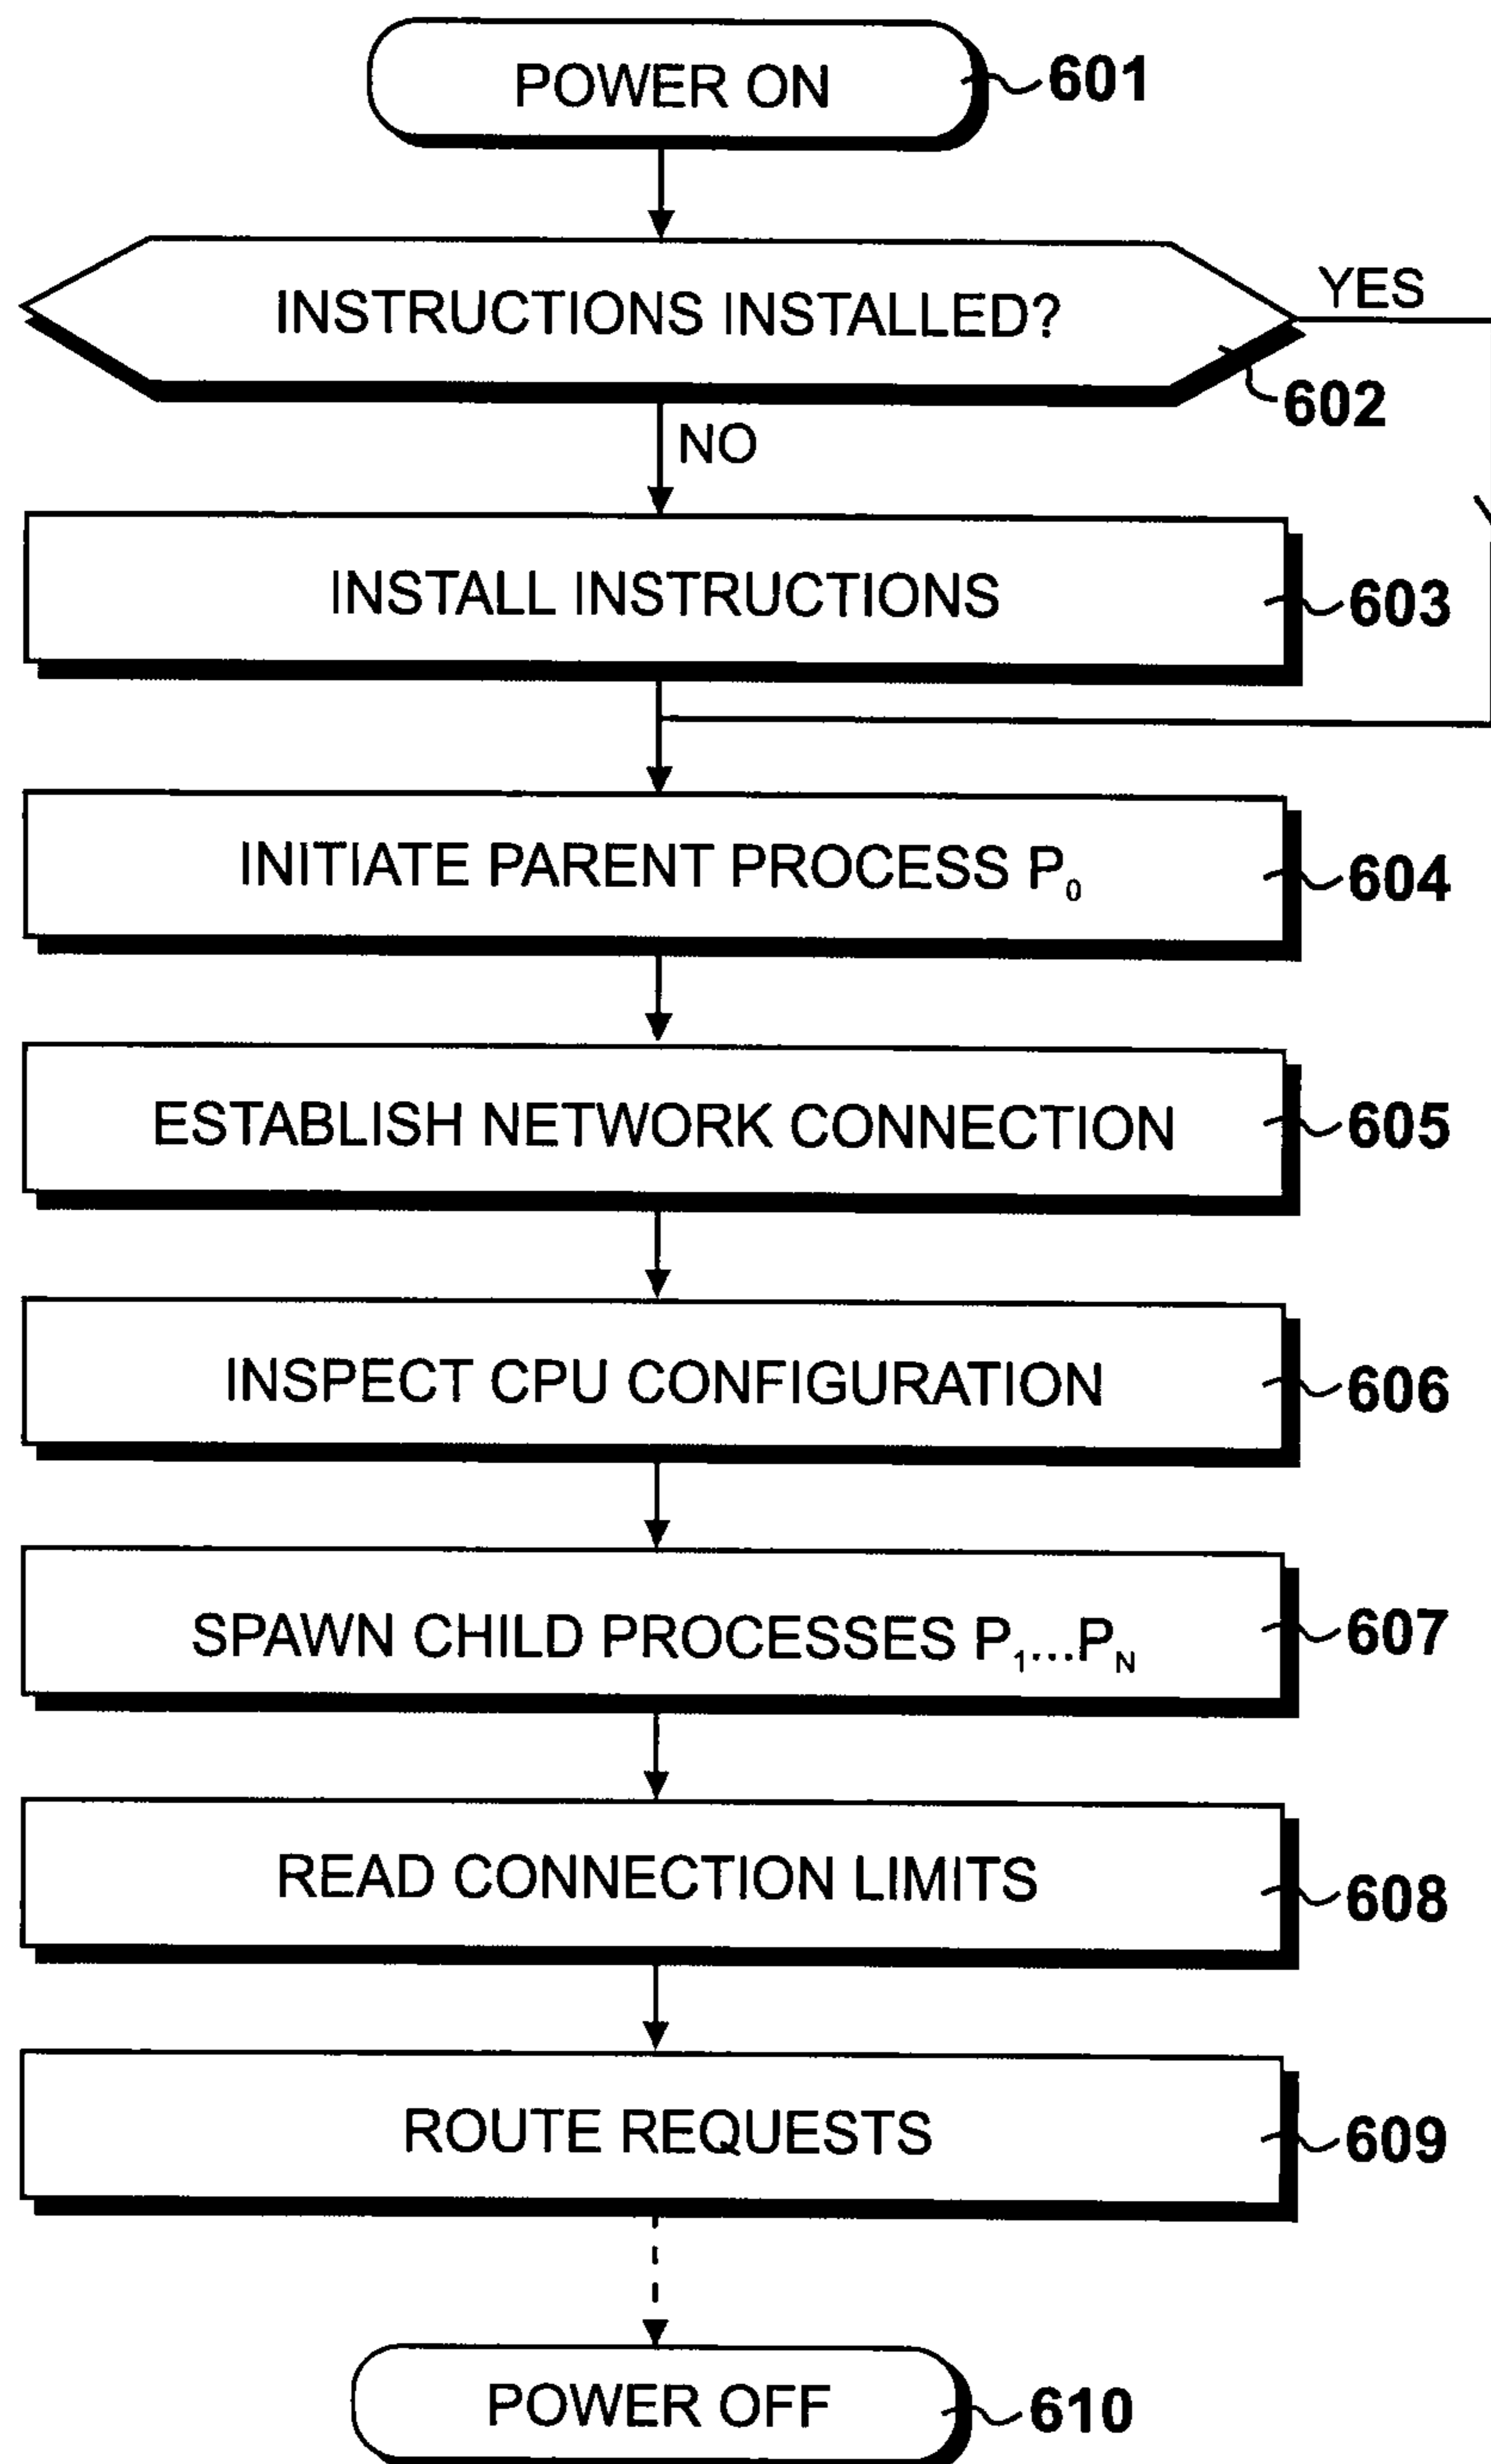 POWER ON
601
INSTRUCTIONS INSTALLED?
YES
602
NO
INSTALL INSTRUCTIONS
603
INITIATE PARENT PROCESS P₀
604
ESTABLISH NETWORK CONNECTION
605
INSPECT CPU CONFIGURATION
606
SPAWN CHILD PROCESSES P₁...P_N
607
READ CONNECTION LIMITS
608
ROUTE REQUESTS
609
POWER OFF
610